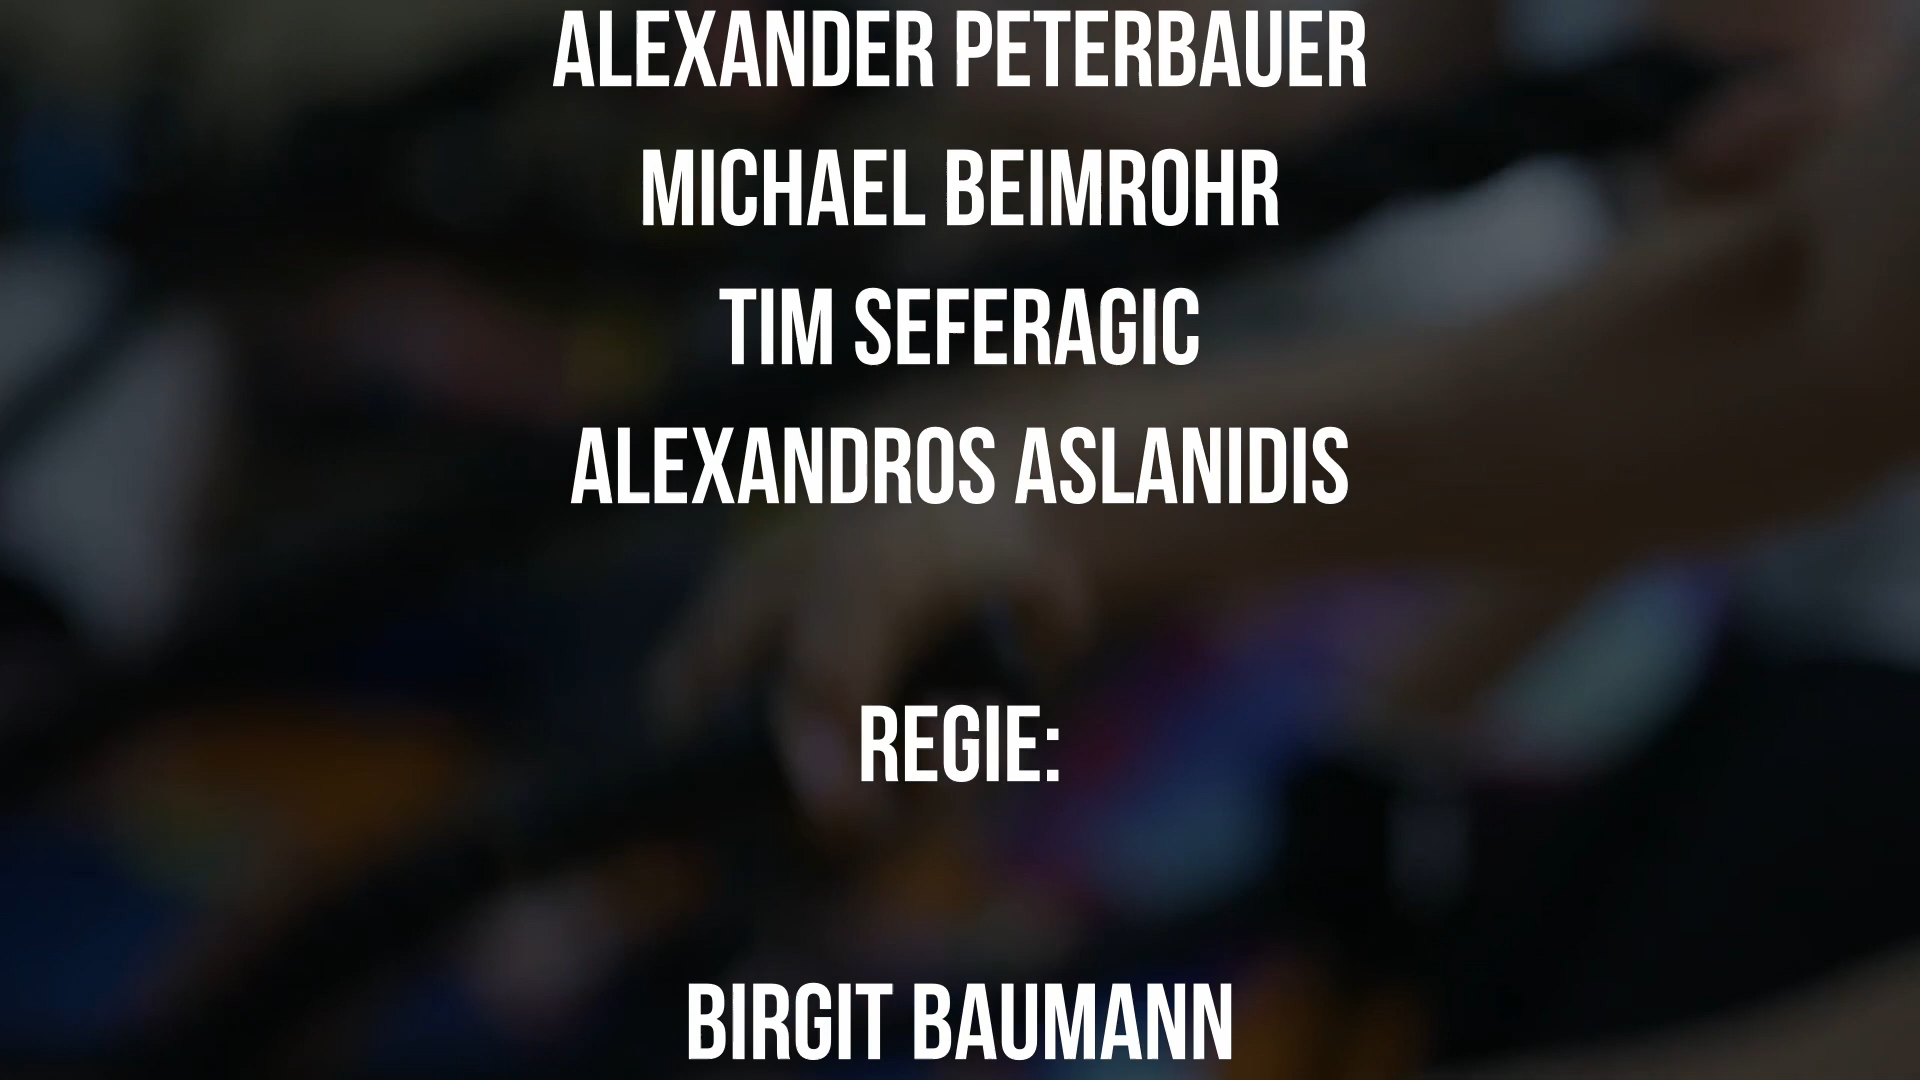 ALEXANDER PETERBAUER
MICHAEL BEIMROHR
TIM SEFERAGIC
ALEXANDROS ASLANIDIS
REGIE:
BIRGIT BAUMANN